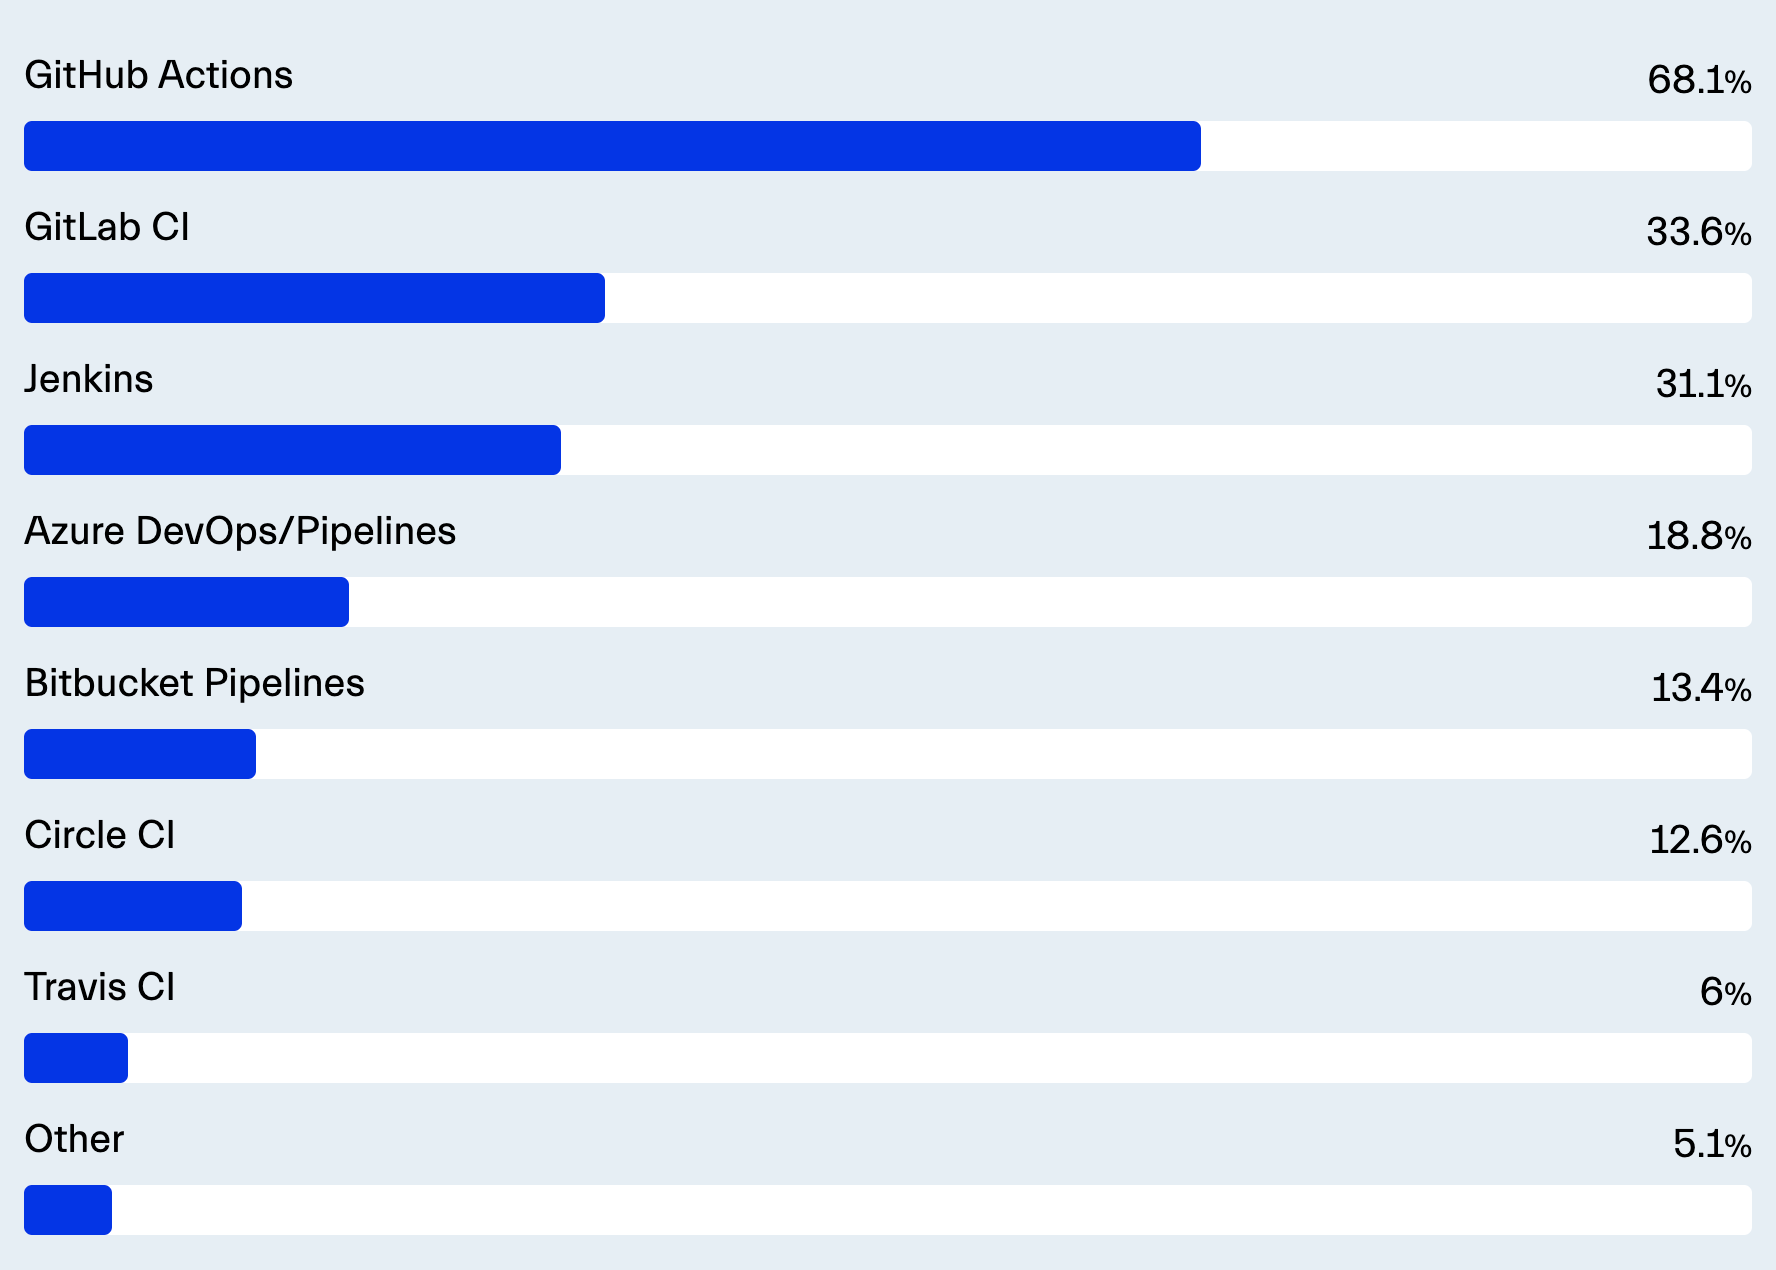 GitHub Actions 68.1%
GitLab CI 33.6%
Jenkins 31.1%
Azure DevOps/Pipelines 18.8%
Bitbucket Pipelines 13.4%
Circle CI 12.6%
Travis CI 6%
Other 5.1%